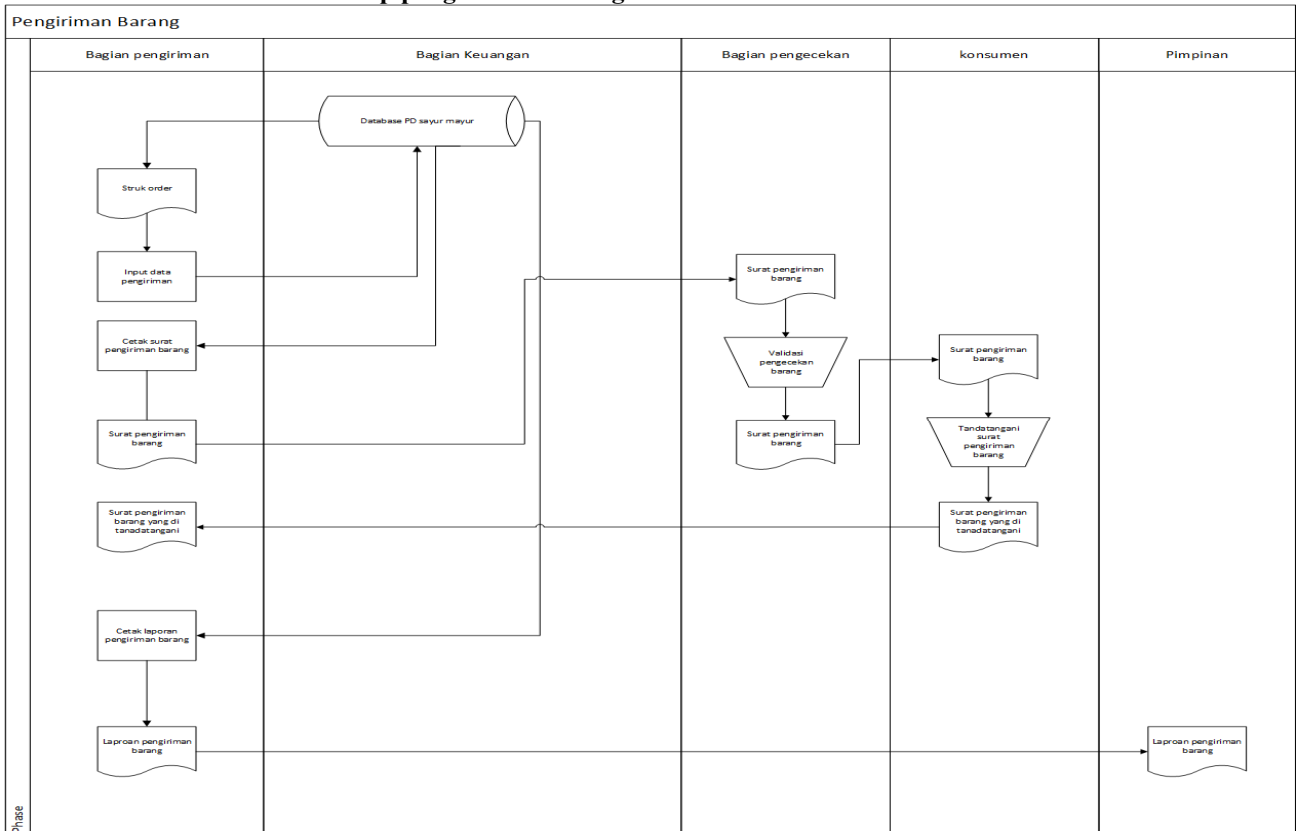 Pengiriman Barang
Bagian pengiriman
Bagian Keuangan
Bagian pengecekan
konsumen
Pimpinan
Database PD sayur mayur
Struk order
Input data
pengiriman
Cetak surat
pengiriman barang
Surat pengiriman
barang
Surat pengiriman
barang yang di
tanadatangani
Cetak laporan
pengiriman barang
Laproan pengiriman
barang
Surat pengiriman
barang
Validasi
pengecekan
barang
Surat pengiriman
barang
Surat pengiriman
barang
Tandatangani
surat
pengiriman
barang
Surat pengiriman
barang yang di
tanadatangani
Laproan pengiriman
barang
Phase